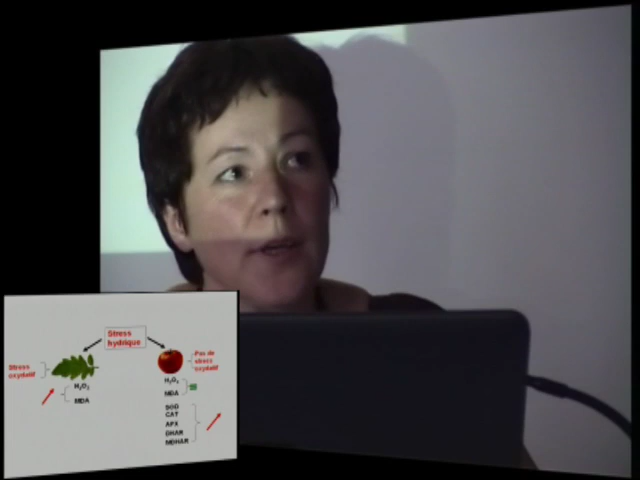 Stress
hydrique
Stress
oxydatif
H₂O₂
MDA
Pas de
stress
oxydatif
H₂O₂
MDA
SOD
CAT
APX
DHAR
MDHAR